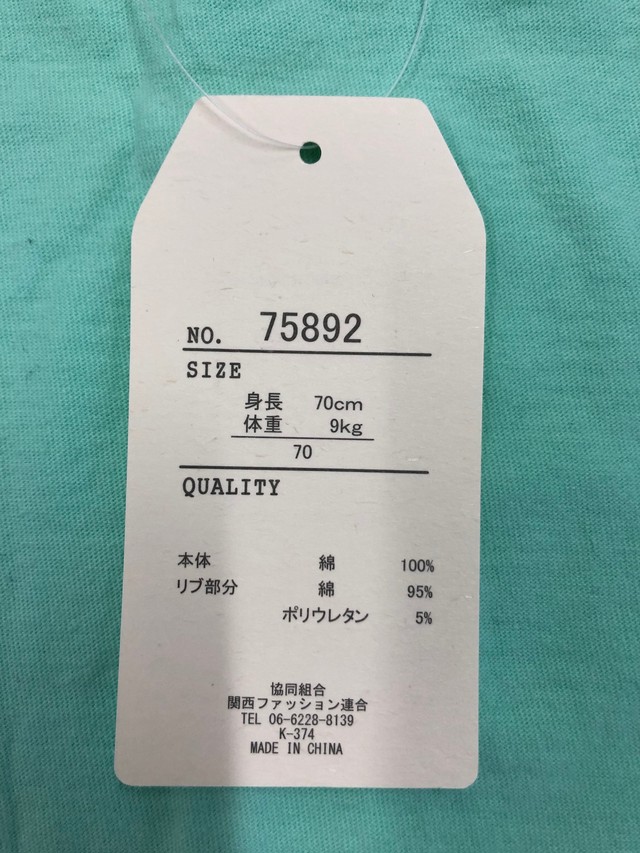 NO. 75892
SIZE
身長 70cm
体重 9kg
70
QUALITY
本体 綿 100%
リブ部分 綿 95%
ポリウレタン 5%
協同組合
関西ファッション連合
TEL 06-6228-8139
K-374
MADE IN CHINA